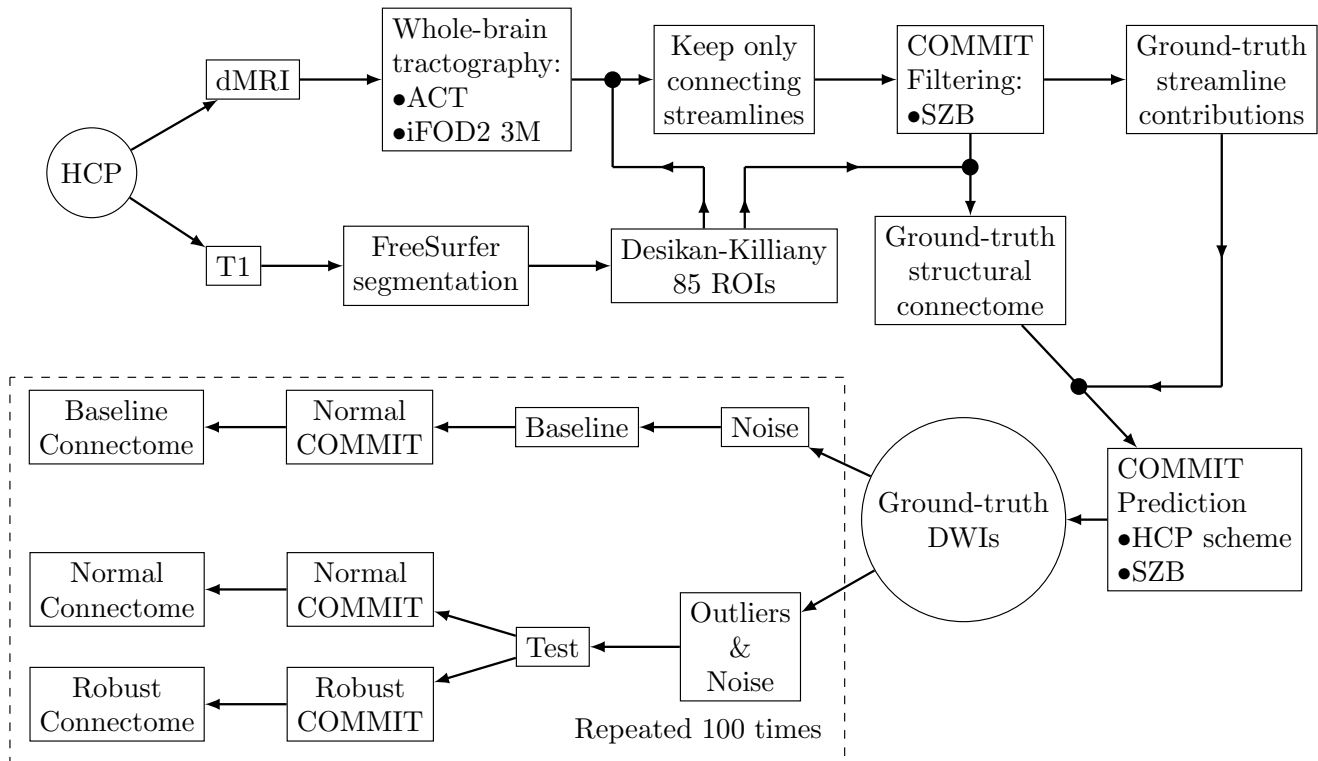 HCP
dMRI
T1
Whole-brain
tractography:
●ACT
●iFOD2 3M
FreeSurfer
segmentation
Desikan-Killiany
85 ROIs
Keep only
connecting
streamlines
COMMIT
Filtering:
●SZB
Ground-truth
streamline
contributions
Ground-truth
structural
connectome
COMMIT
Prediction
●HCP scheme
●SZB
Ground-truth
DWIs
Noise
Baseline
Normal
COMMIT
Baseline
Connectome
Outliers
&
Noise
Test
Normal
COMMIT
Normal
Connectome
Robust
COMMIT
Robust
Connectome
Repeated 100 times